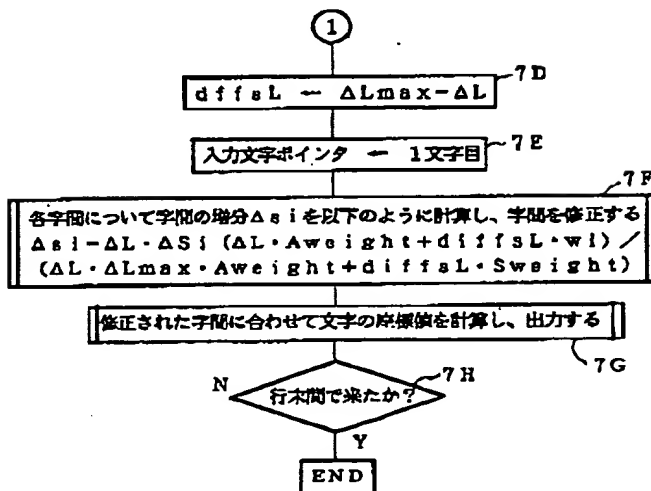 1
7D
dffsL ← ΔLmax-ΔL
7E
入力文字ポインタ ← 1文字目
7F
各字間について字間の増分Δsiを以下のように計算し、字間を修正する
Δsi-ΔL・ΔSi(ΔL・Aweight+diffsL・wi)/
(ΔL・ΔLmax・Aweight+diffsL・Sweight)
修正された字間に合わせて文字の座標値を計算し、出力する
7G
7H
N
行末間で来たか?
Y
END